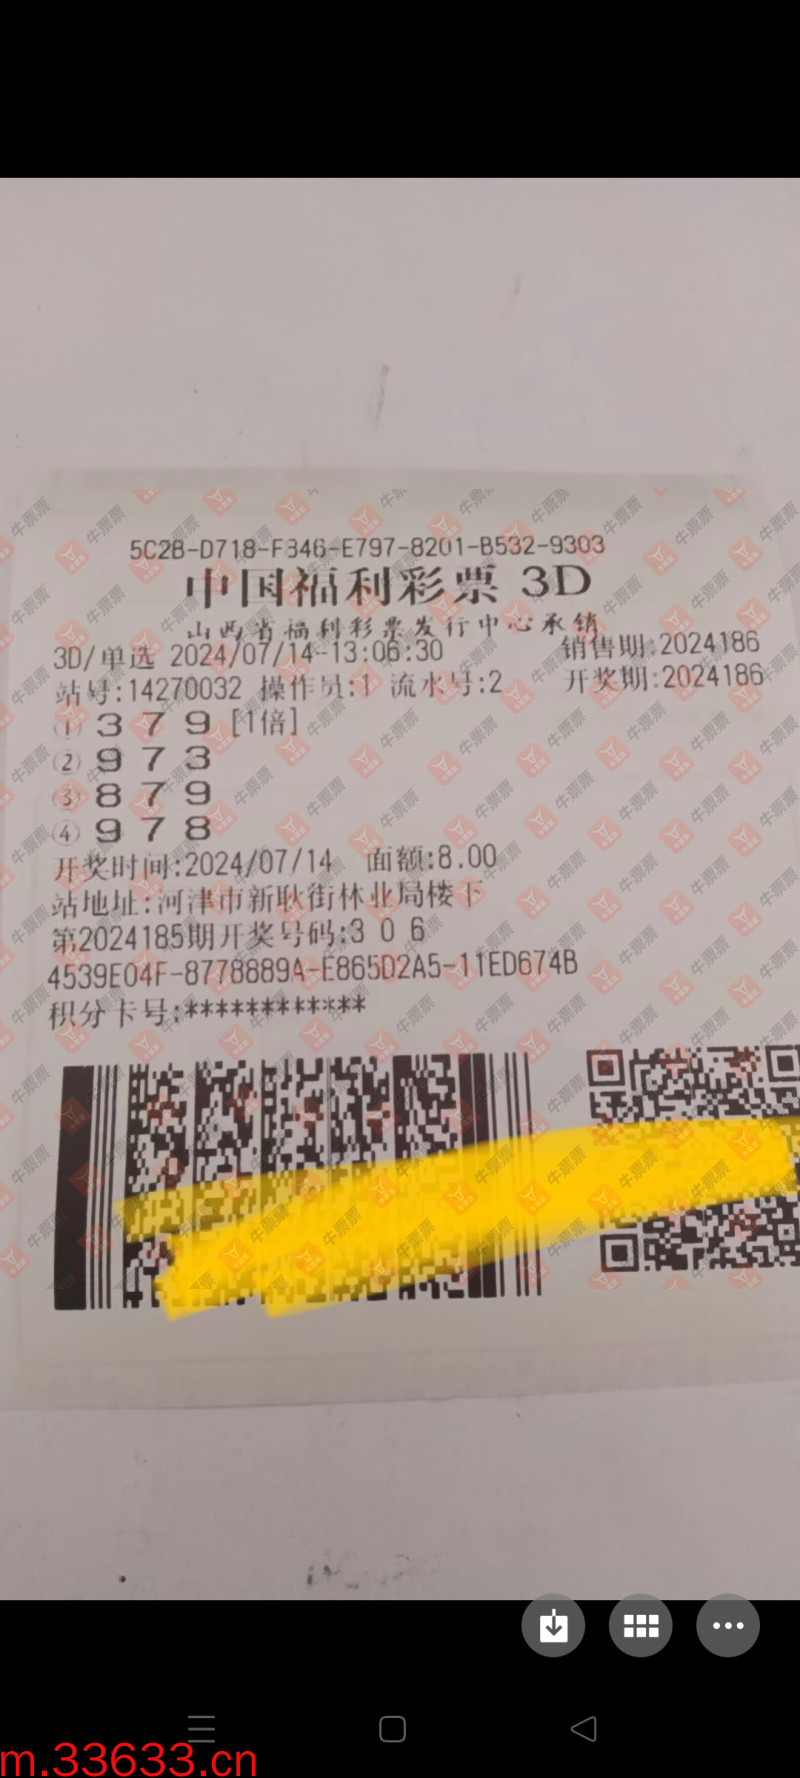 5C2B-D718-F346-E797-8201-B532-9303
中国福利彩票 3D
山西省福利彩票发行中心承销
3D/单选 2024/07/14-13:06:30 销售期:2024186
站号:14270032 操作员:1 流水号:2 开奖期:2024186
① 3 7 9 [1倍]
② 9 7 3
③ 8 7 9
④ 9 7 8
开奖时间:2024/07/14 面额:8.00
站地址:河津市新耿街林业局楼下
第2024185期开奖号码:3 0 6
4539E04F-8778889A-E865D2A5-11ED674B
积分卡号:************
牛票票
m.33633.cn